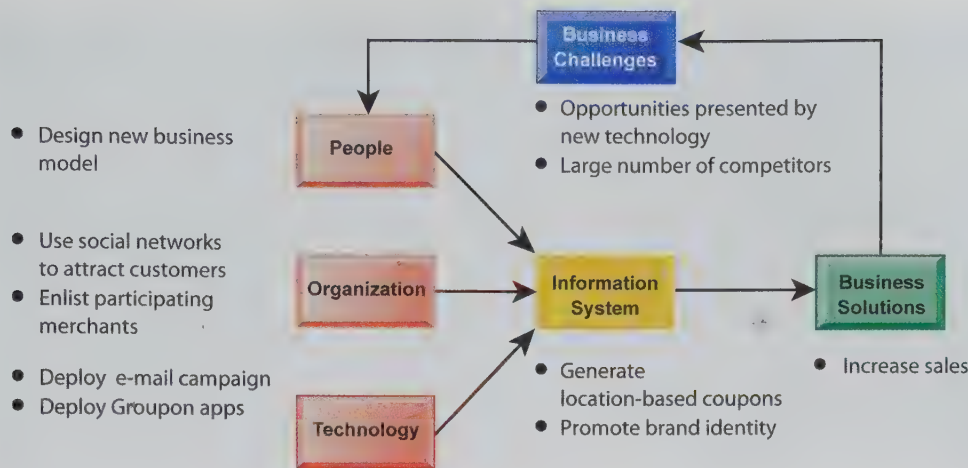 Business
Challenges
• Opportunities presented by
new technology
• Large number of competitors
• Design new business
model
People
• Use social networks
to attract customers
• Enlist participating
merchants
Organization
Information
System
Business
Solutions
• Generate
location-based coupons
• Promote brand identity
• Increase sales
• Deploy e-mail campaign
• Deploy Groupon apps
Technology